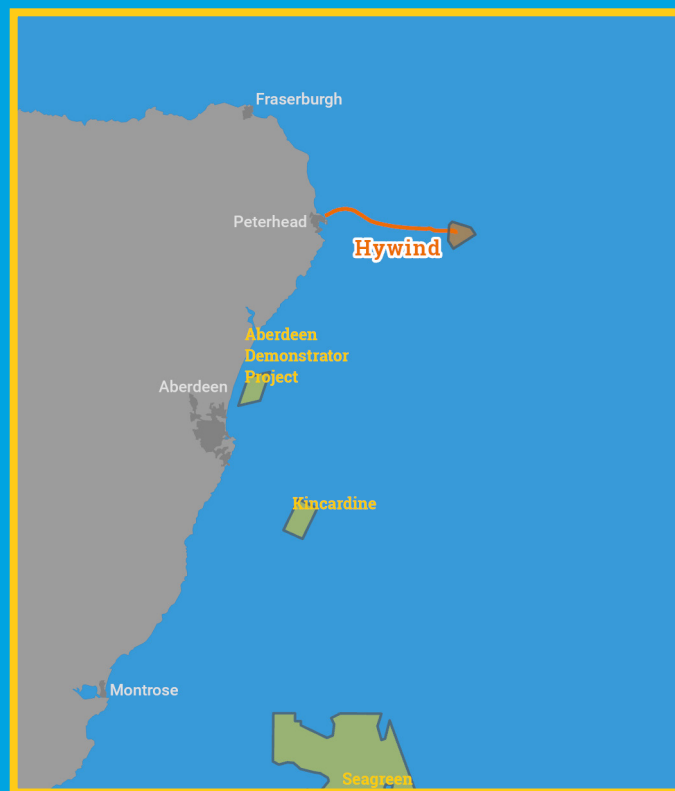 Fraserburgh
Peterhead
Hywind
Aberdeen
Demonstrator
Project
Aberdeen
Kincardine
Montrose
Seagreen